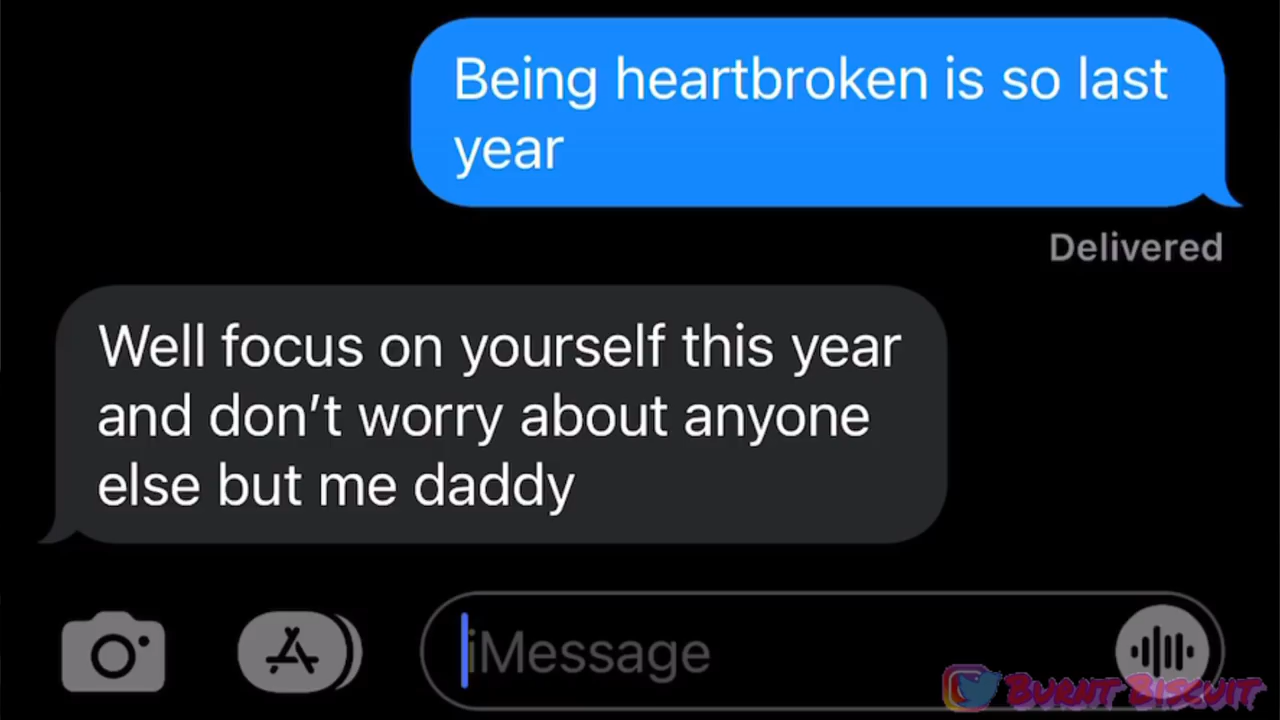 Being heartbroken is so last
year
Delivered
Well focus on yourself this year
and don’t worry about anyone
else but me daddy
iMessage
BURNT BISCUIT